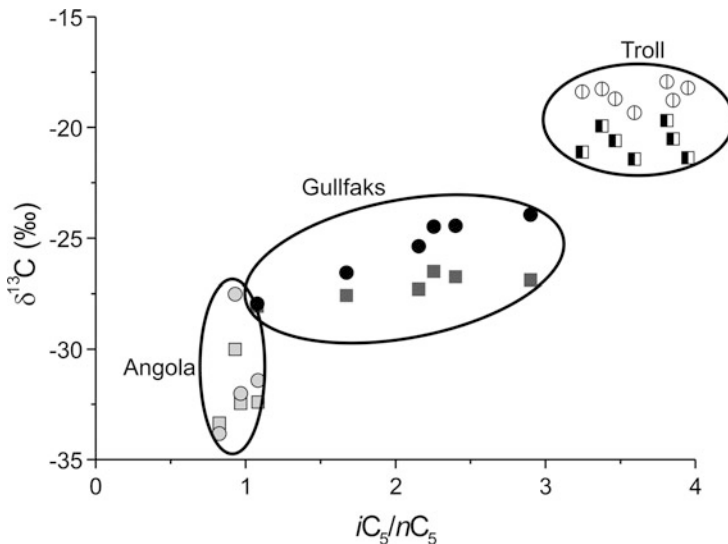 -15
Troll
-20
Gullfaks
-25
δ¹³C (‰)
-30
Angola
-35
0 1 2 3 4
iC₅/nC₅